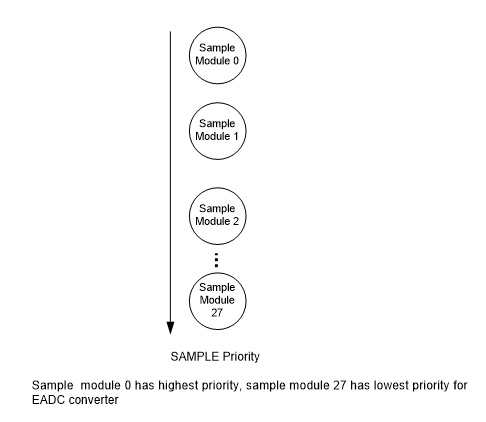 Sample
Module 0
Sample
Module 1
Sample
Module 2
Sample
Module
27
SAMPLE Priority
Sample module 0 has highest priority, sample module 27 has lowest priority for
EADC converter